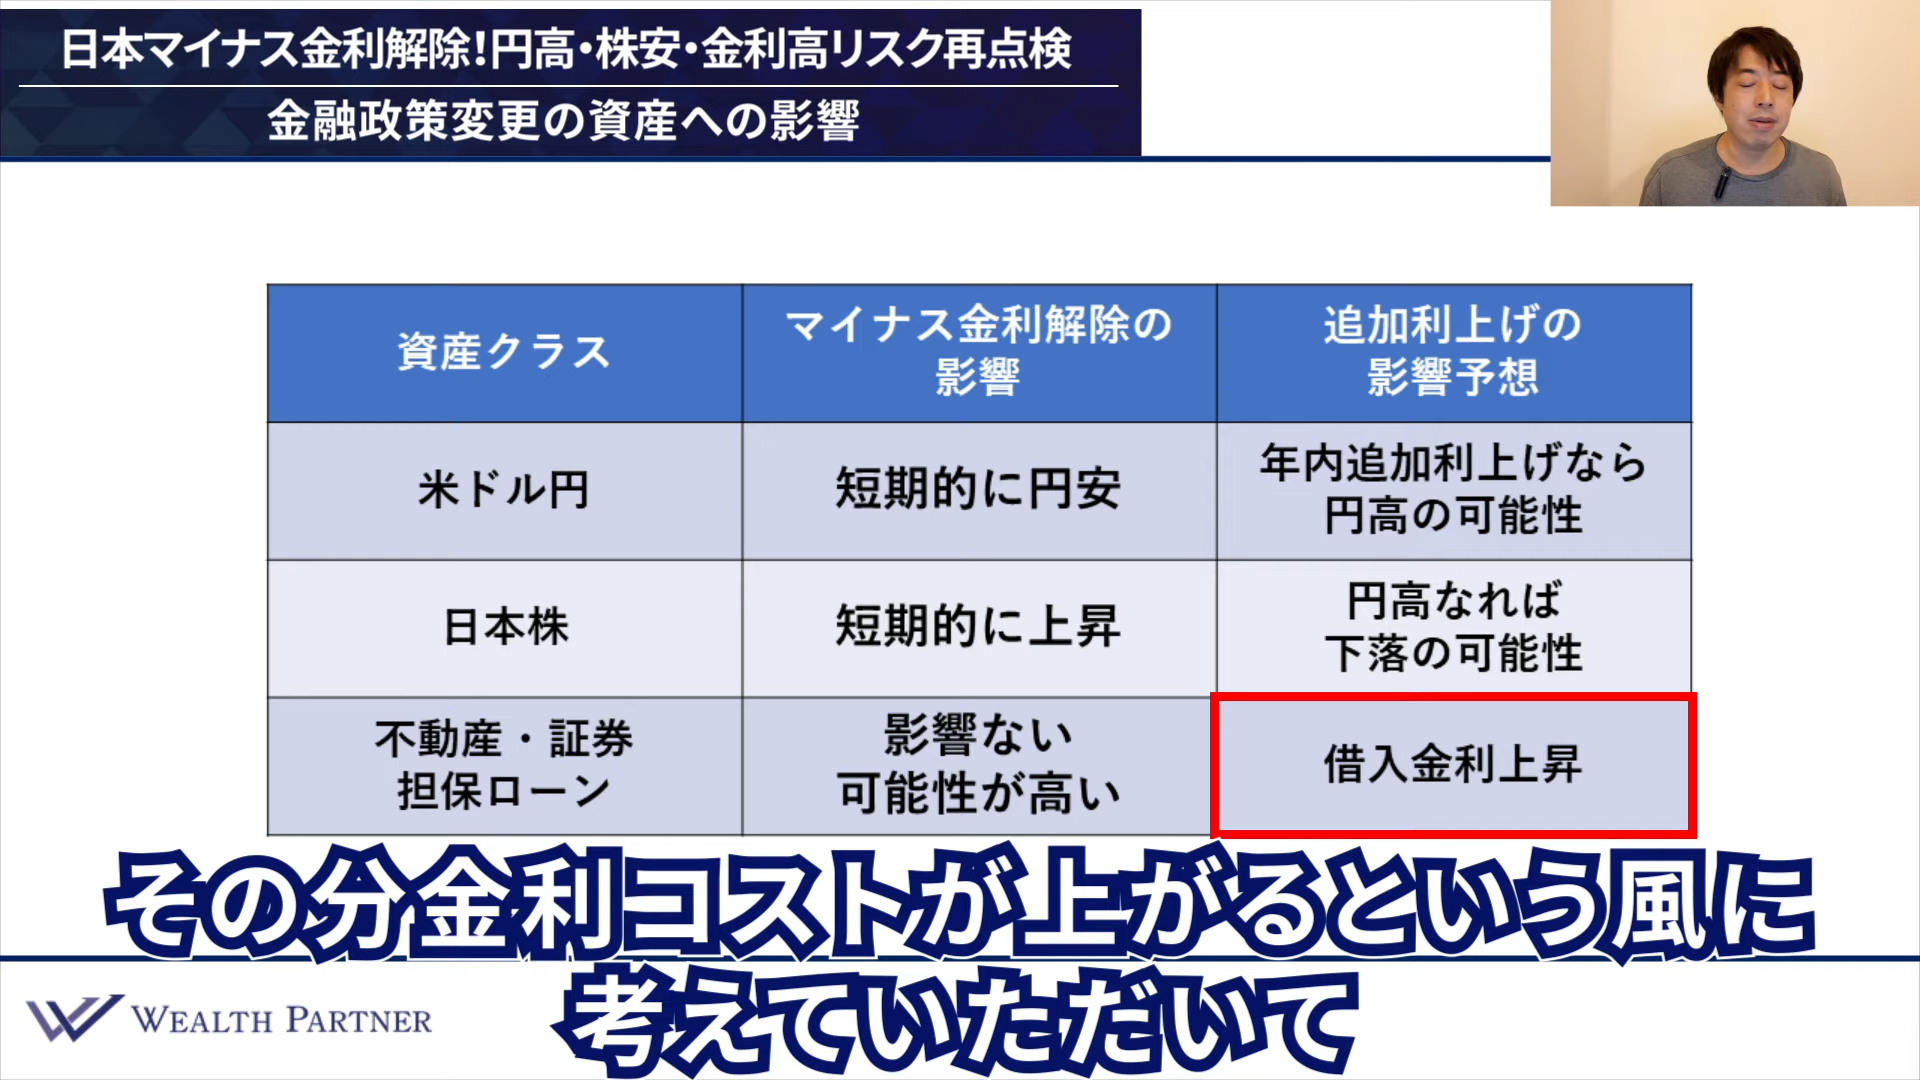 日本マイナス金利解除!円高・株安・金利高リスク再点検
金融政策変更の資産への影響
資産クラス
マイナス金利解除の
影響
追加利上げの
影響予想
米ドル円
短期的に円安
年内追加利上げなら
円高の可能性
日本株
短期的に上昇
円高なれば
下落の可能性
不動産・証券
担保ローン
影響ない
可能性が高い
借入金利上昇
その分金利コストが上がるという風に
考えていただいて
WEALTH PARTNER